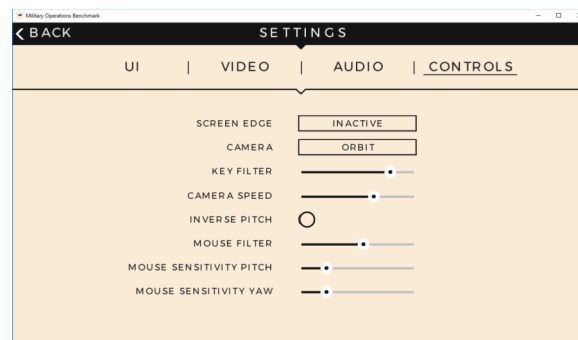 Military Operations Benchmark
BACK
SETTINGS
UI | VIDEO | AUDIO | CONTROLS
SCREEN EDGE INACTIVE
CAMERA ORBIT
KEY FILTER
CAMERA SPEED
INVERSE PITCH
MOUSE FILTER
MOUSE SENSITIVITY PITCH
MOUSE SENSITIVITY YAW